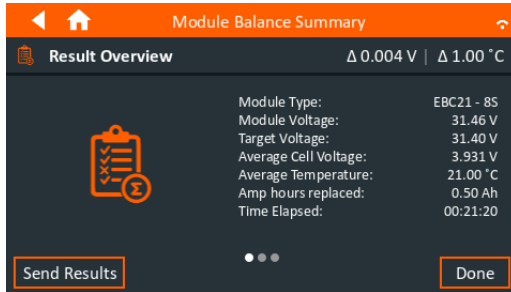 Module Balance Summary
Result Overview Δ 0.004 V | Δ 1.00 °C
Module Type: EBC21 - 8S
Module Voltage: 31.46 V
Target Voltage: 31.40 V
Average Cell Voltage: 3.931 V
Average Temperature: 21.00 °C
Amp hours replaced: 0.50 Ah
Time Elapsed: 00:21:20
Send Results Done